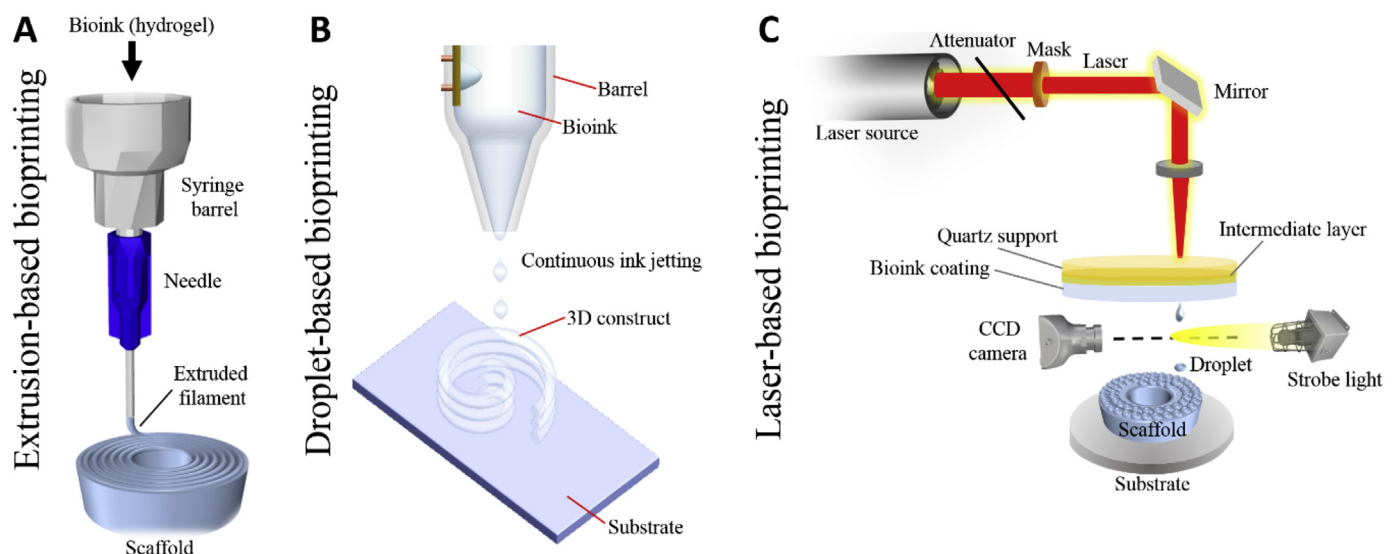 A
Extrusion-based bioprinting
Bioink (hydrogel)
Syringe
barrel
Needle
Extruded
filament
Scaffold
B
Droplet-based bioprinting
Barrel
Bioink
Continuous ink jetting
3D construct
Substrate
C
Laser-based bioprinting
Attenuator
Mask
Laser
Mirror
Laser source
Quartz support
Intermediate layer
Bioink coating
CCD
camera
Droplet
Strobe light
Scaffold
Substrate